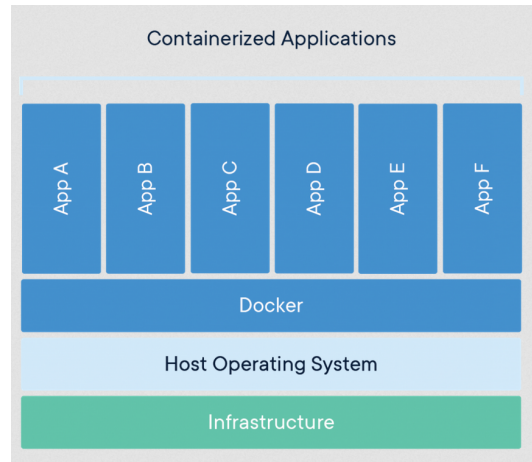 Containerized Applications
App A
App B
App C
App D
App E
App F
Docker
Host Operating System
Infrastructure